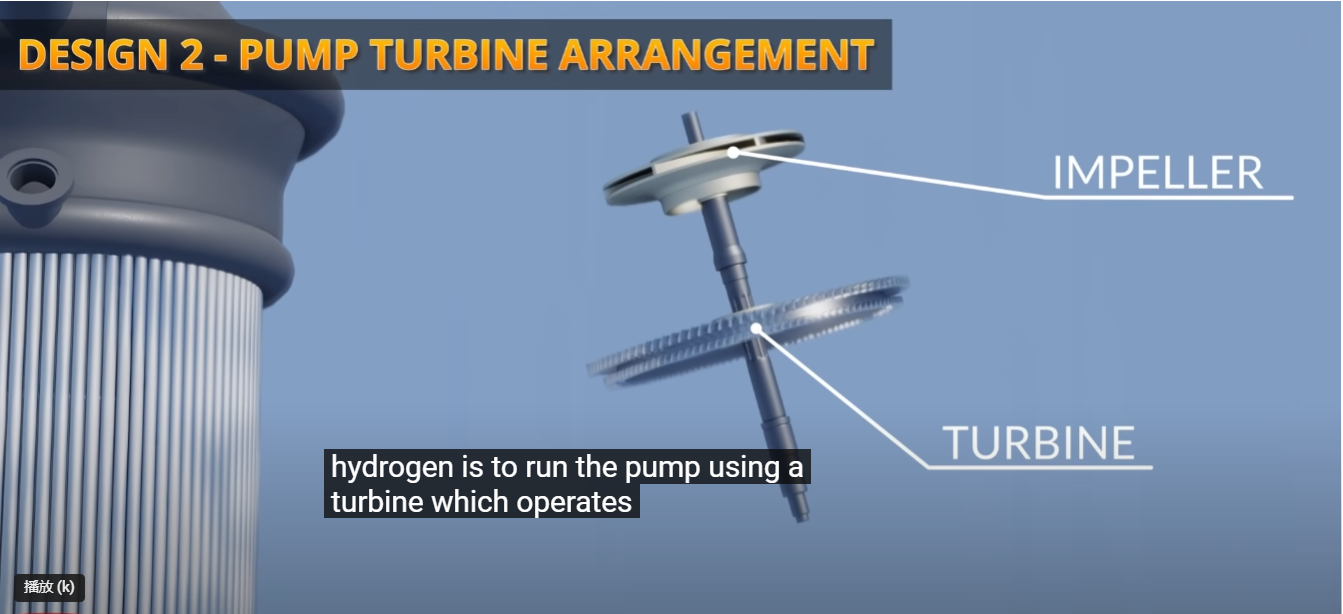 DESIGN 2 - PUMP TURBINE ARRANGEMENT
IMPELLER
TURBINE
hydrogen is to run the pump using a
turbine which operates
播放 (k)